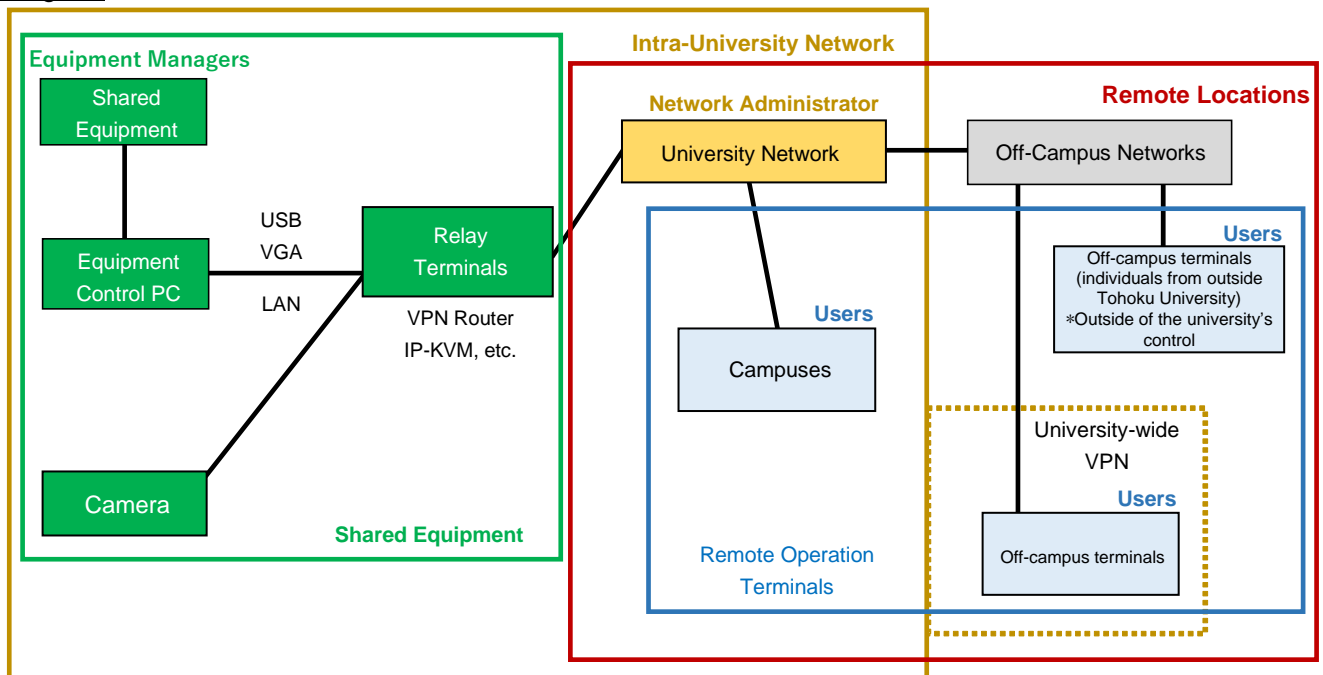 Intra-University Network
Equipment Managers
Shared
Equipment
Network Administrator
Remote Locations
University Network
Off-Campus Networks
USB
VGA
LAN
Relay
Terminals
Equipment
Control PC
VPN Router
IP-KVM, etc.
Users
Off-campus terminals
(individuals from outside
Tohoku University)
*Outside of the university's
control
Users
Campuses
University-wide
VPN
Users
Off-campus terminals
Camera
Shared Equipment
Remote Operation
Terminals